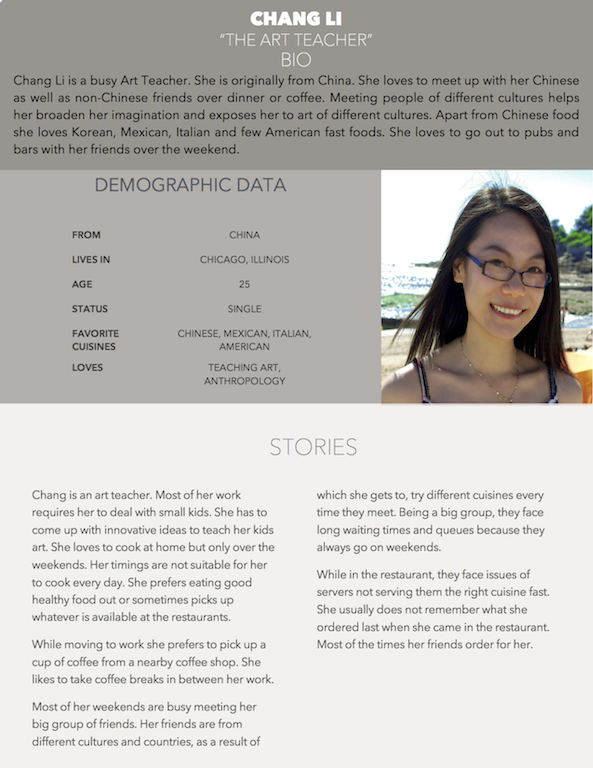 CHANG LI
“THE ART TEACHER”
BIO
Chang Li is a busy Art Teacher. She is originally from China. She loves to meet up with her Chinese
as well as non-Chinese friends over dinner or coffee. Meeting people of different cultures helps
her broaden her imagination and exposes her to art of different cultures. Apart from Chinese food
she loves Korean, Mexican, Italian and few American fast foods. She loves to go out to pubs and
bars with her friends over the weekend.
DEMOGRAPHIC DATA
FROM CHINA
LIVES IN CHICAGO, ILLINOIS
AGE 25
STATUS SINGLE
FAVORITE CHINESE, MEXICAN, ITALIAN,
CUISINES AMERICAN
LOVES TEACHING ART,
ANTHROPOLOGY
STORIES
Chang is an art teacher. Most of her work
requires her to deal with small kids. She has to
come up with innovative ideas to teach her kids
art. She loves to cook at home but only over the
weekends. Her timings are not suitable for her
to cook every day. She prefers eating good
healthy food out or sometimes picks up
whatever is available at the restaurants.
While moving to work she prefers to pick up a
cup of coffee from a nearby coffee shop. She
likes to take coffee breaks in between her work.
Most of her weekends are busy meeting her
big group of friends. Her friends are from
different cultures and countries, as a result of
which she gets to, try different cuisines every
time they meet. Being a big group, they face
long waiting times and queues because they
always go on weekends.
While in the restaurant, they face issues of
servers not serving them the right cuisine fast.
She usually does not remember what she
ordered last when she came in the restaurant.
Most of the times her friends order for her.